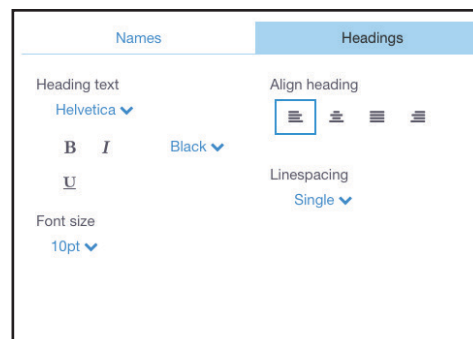 Names
Headings
Heading text
Helvetica
B I
Black
U
Font size
10pt
Align heading
Linespacing
Single